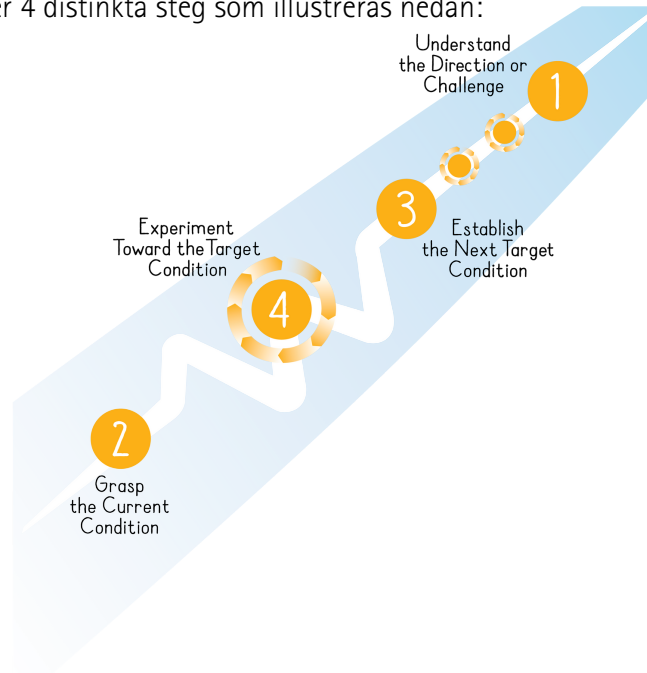 er 4 distinkta steg som illustreras nedan:
Understand
the Direction or
Challenge
1
3
Establish
the Next Target
Condition
Experiment
Toward the Target
Condition
4
2
Grasp
the Current
Condition